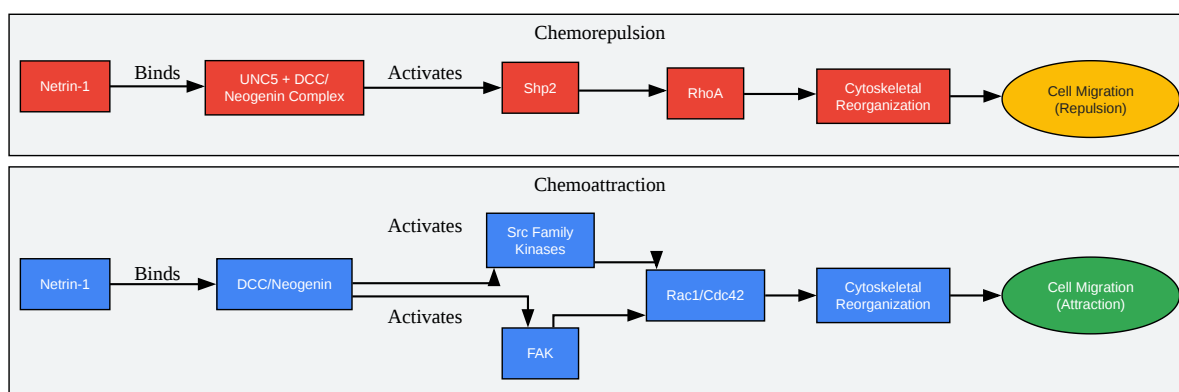 Chemorepulsion
Netrin-1
Binds
UNC5 + DCC/
Neogenin Complex
Activates
Shp2
RhoA
Cytoskeletal
Reorganization
Cell Migration
(Repulsion)
Chemoattraction
Netrin-1
Binds
DCC/Neogenin
Activates
Src Family
Kinases
Activates
FAK
Rac1/Cdc42
Cytoskeletal
Reorganization
Cell Migration
(Attraction)